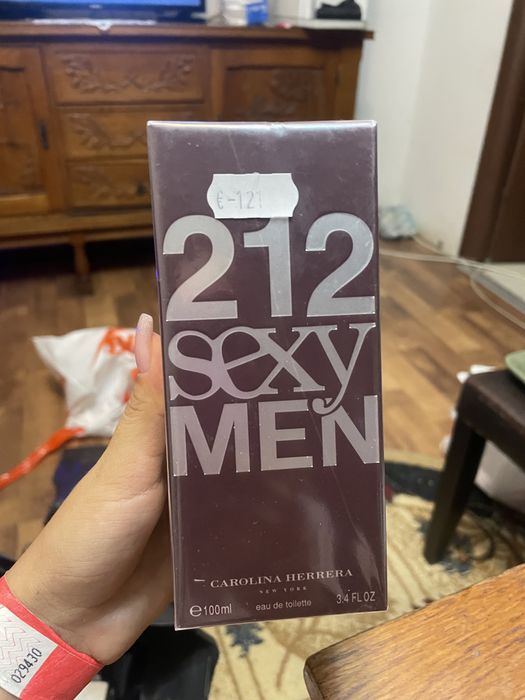 €-121
212
sexy
MEN
CAROLINA HERRERA
NEW YORK
℮100ml
eau de toilette
3.4 FL OZ
029430